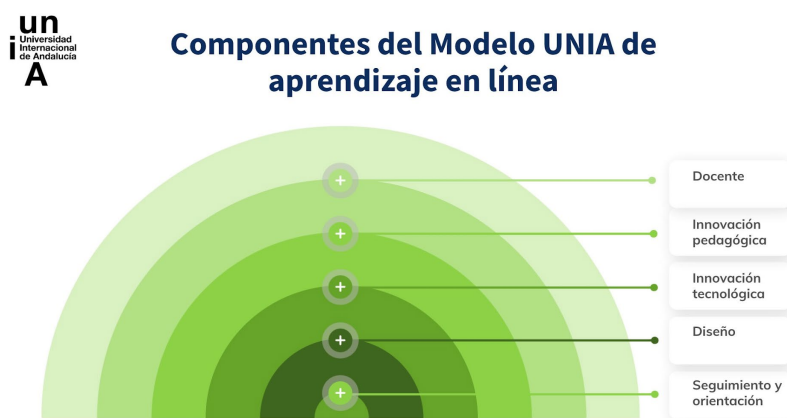 un
i
Universidad
Internacional
de Andalucía
A
Componentes del Modelo UNIA de
aprendizaje en línea
Docente
Innovación
pedagógica
Innovación
tecnológica
Diseño
Seguimiento y
orientación